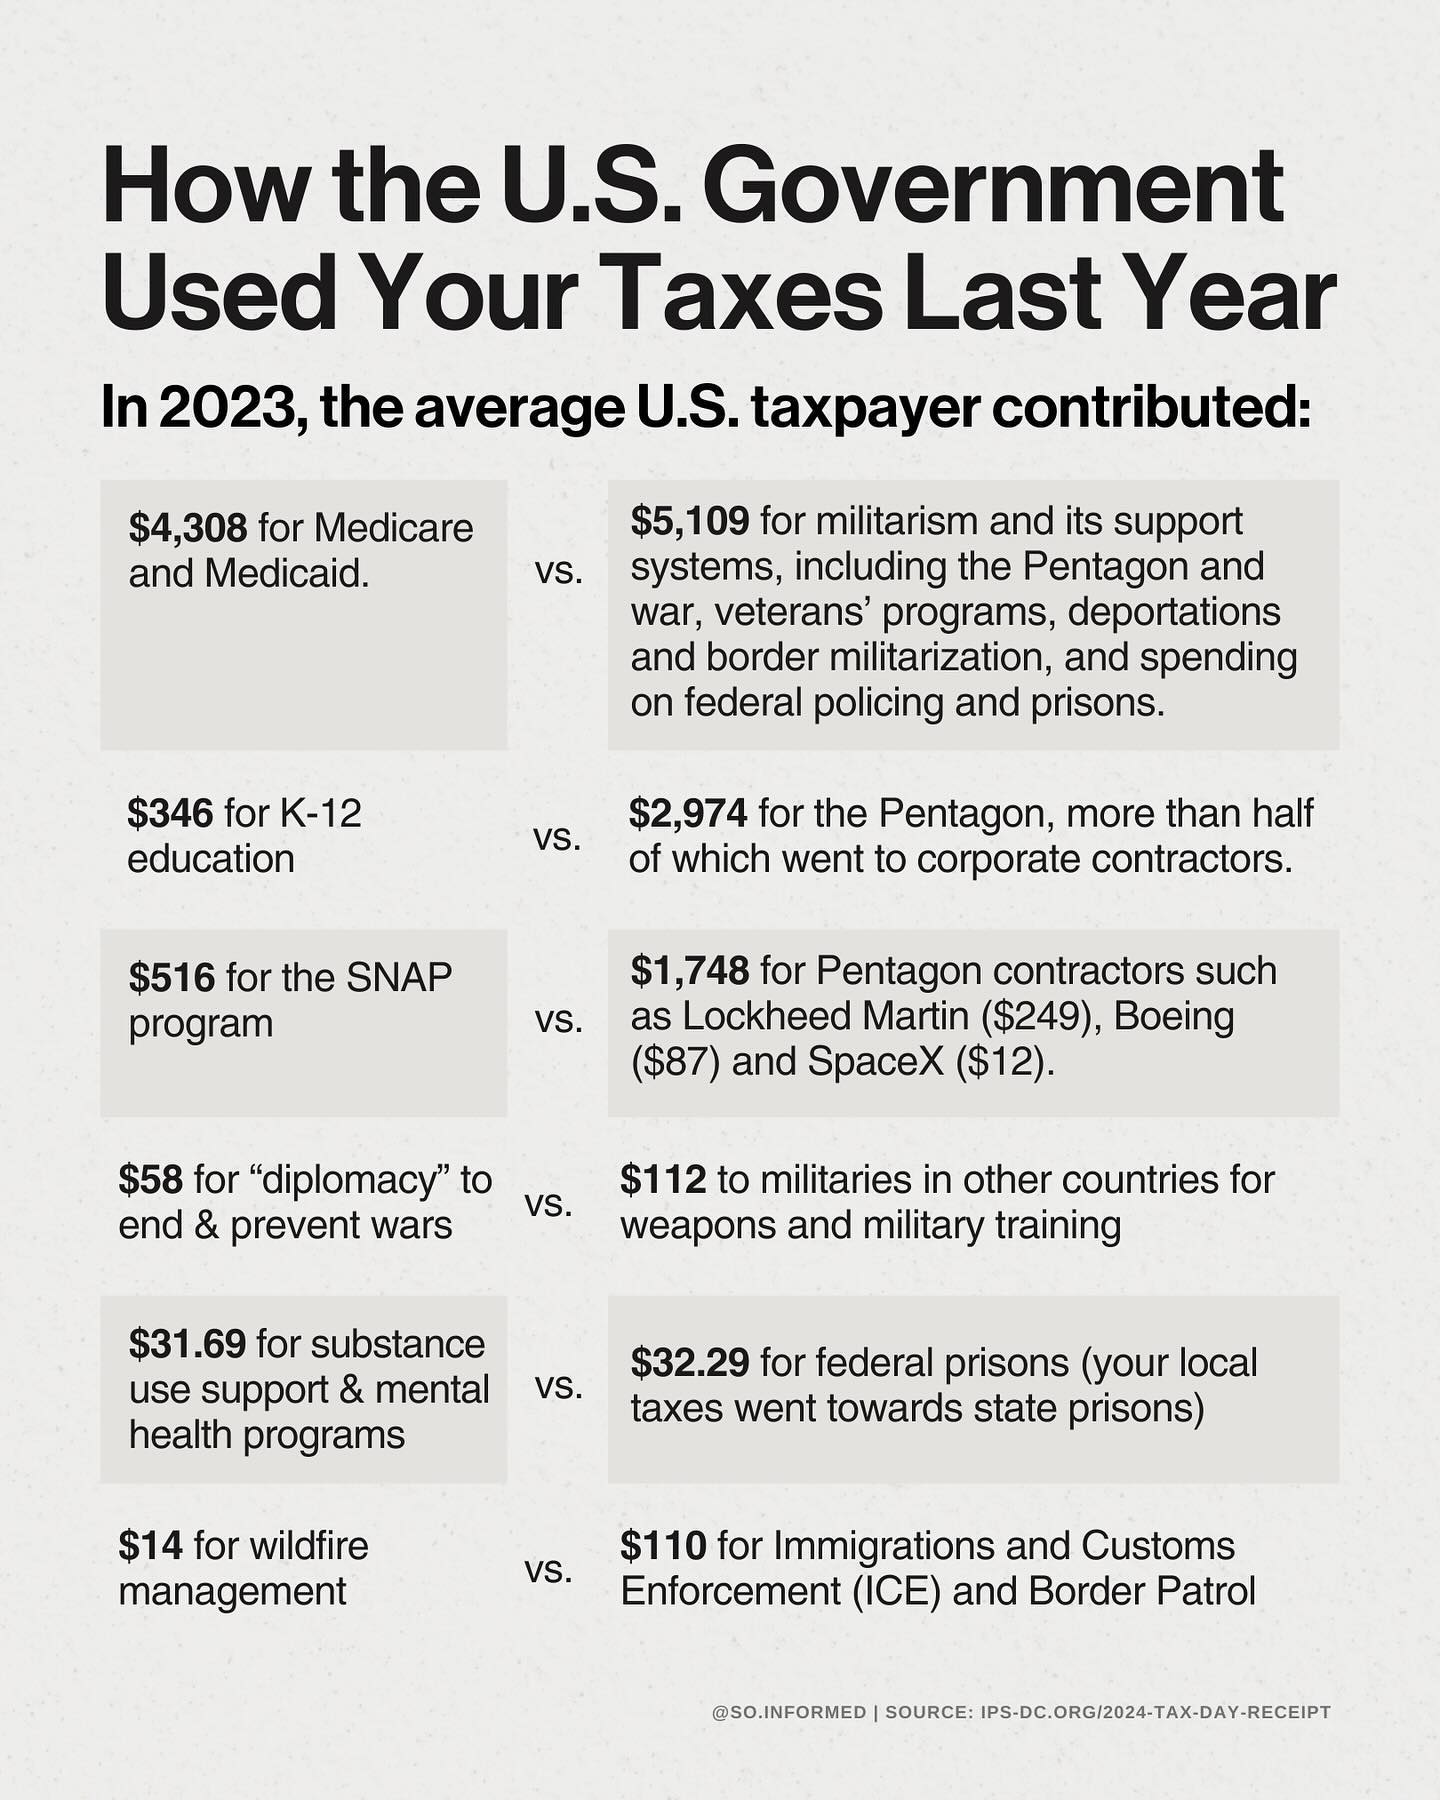 How the U.S. Government
Used Your Taxes Last Year
In 2023, the average U.S. taxpayer contributed:
$4,308 for Medicare
and Medicaid.
vs.
$5,109 for militarism and its support
systems, including the Pentagon and
war, veterans’ programs, deportations
and border militarization, and spending
on federal policing and prisons.
$346 for K-12
education
vs.
$2,974 for the Pentagon, more than half
of which went to corporate contractors.
$516 for the SNAP
program
vs.
$1,748 for Pentagon contractors such
as Lockheed Martin ($249), Boeing
($87) and SpaceX ($12).
$58 for “diplomacy” to
end & prevent wars
vs.
$112 to militaries in other countries for
weapons and military training
$31.69 for substance
use support & mental
health programs
vs.
$32.29 for federal prisons (your local
taxes went towards state prisons)
$14 for wildfire
management
vs.
$110 for Immigrations and Customs
Enforcement (ICE) and Border Patrol
@SO.INFORMED | SOURCE: IPS-DC.ORG/2024-TAX-DAY-RECEIPT